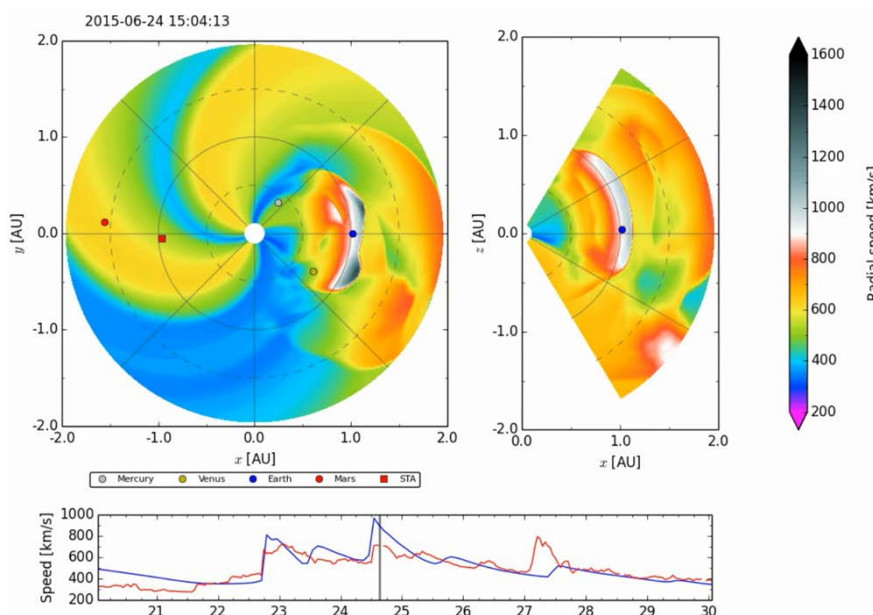 2015-06-24 15:04:13
2.0
1.0
0.0
-1.0
-2.0
y [AU]
-2.0 -1.0 0.0 1.0 2.0
x [AU]
2.0
1.0
0.0
-1.0
-2.0
z [AU]
0.0 1.0 2.0
x [AU]
1600
1400
1200
1000
800
600
400
200
Radial speed [km/s]
Mercury Venus Earth Mars STA
1000
800
600
400
200
Speed [km/s]
21 22 23 24 25 26 27 28 29 30